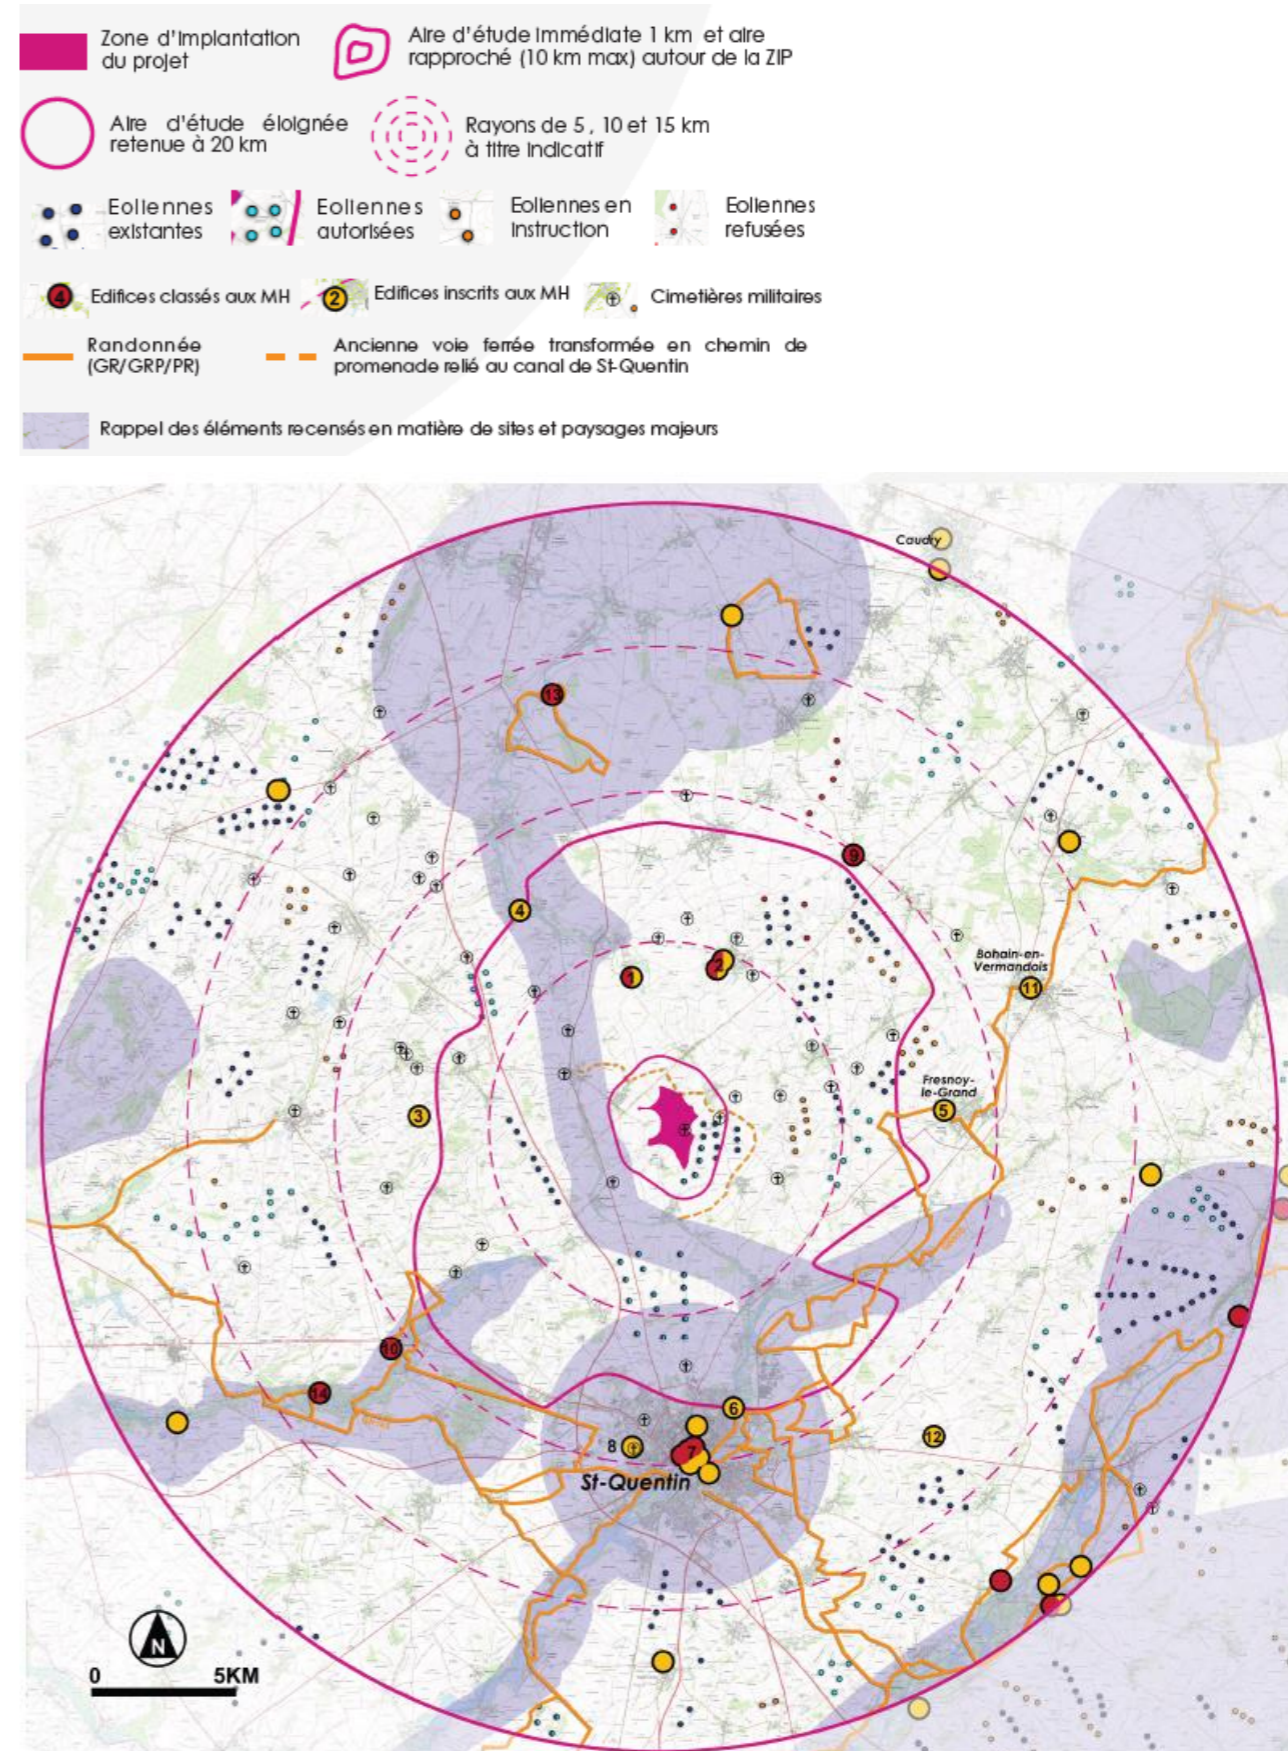 Zone d'Implantation
du projet
Aire d'étude Immédiate 1 km et aire
rapproché (10 km max) autour de la ZIP
Aire d'étude éloignée
retenue à 20 km
Rayons de 5 , 10 et 15 km
à titre Indicatif
Eoliennes
existantes
Eoliennes
autorisées
Eoliennes en
Instruction
Eoliennes
refusées
4
Edifices classés aux MH
2
Edifices inscrits aux MH
Cimetières militaires
Randonnée
(GR/GRP/PR)
Ancienne voie ferrée transformée en chemin de
promenade relié au canal de St-Quentin
Rappel des éléments recensés en matière de sites et paysages majeurs
Caudry
13
9
4
1
2
Bohain-en-
Vermandois
11
Fresnoy-
le-Grand
5
3
10
14
6
12
8
7
St-Quentin
N
0
5KM